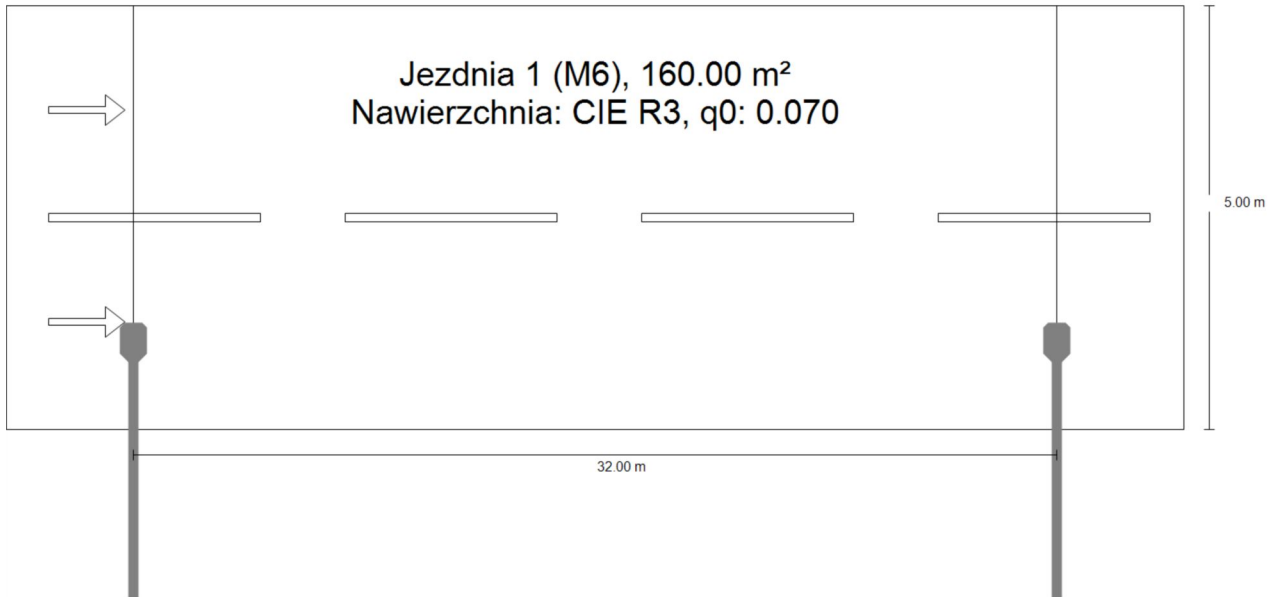 Jezdnia 1 (M6), 160.00 m²
Nawierzchnia: CIE R3, q0: 0.070
5.00 m
32.00 m